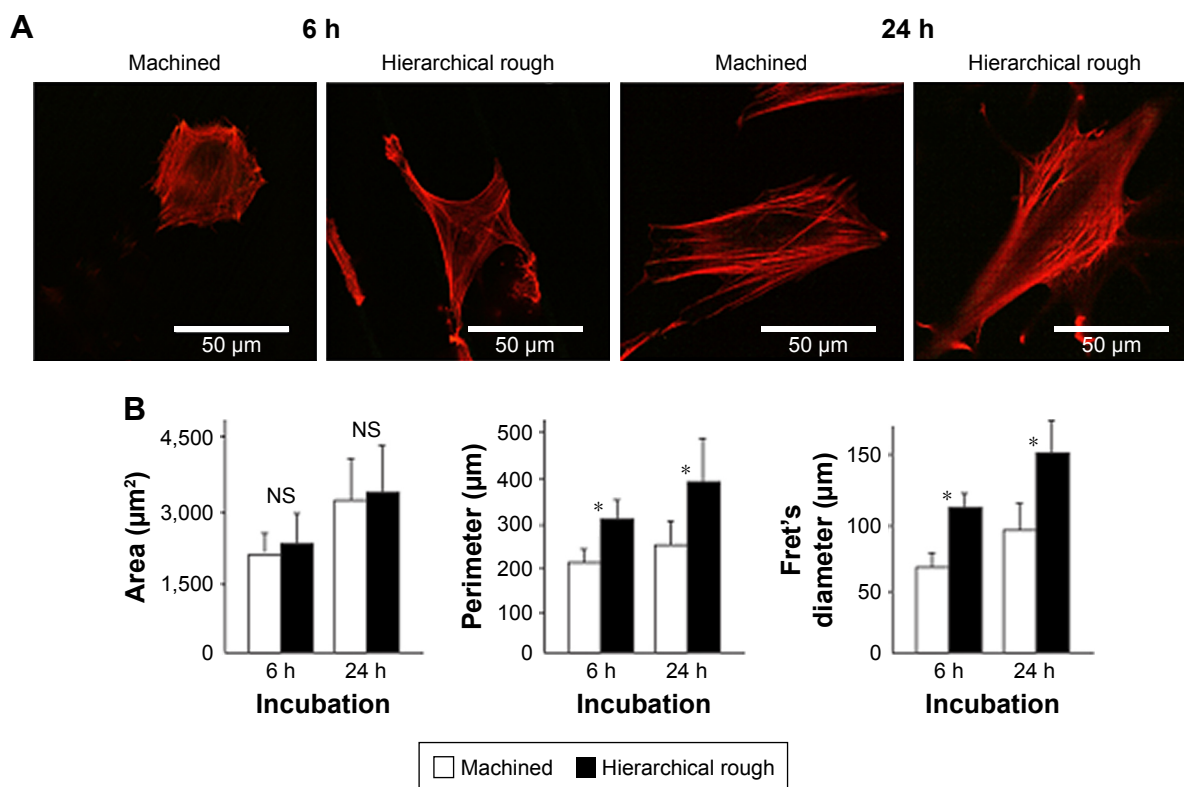 A
6 h
24 h
Machined
Hierarchical rough
Machined
Hierarchical rough
50 µm
50 µm
50 µm
50 µm
B
Area (µm²)
4,500
3,000
1,500
0
NS
NS
6 h
24 h
Incubation
Perimeter (µm)
500
400
300
200
100
0
*
*
6 h
24 h
Incubation
Fret's
diameter (µm)
150
100
50
0
*
*
6 h
24 h
Incubation
Machined
Hierarchical rough